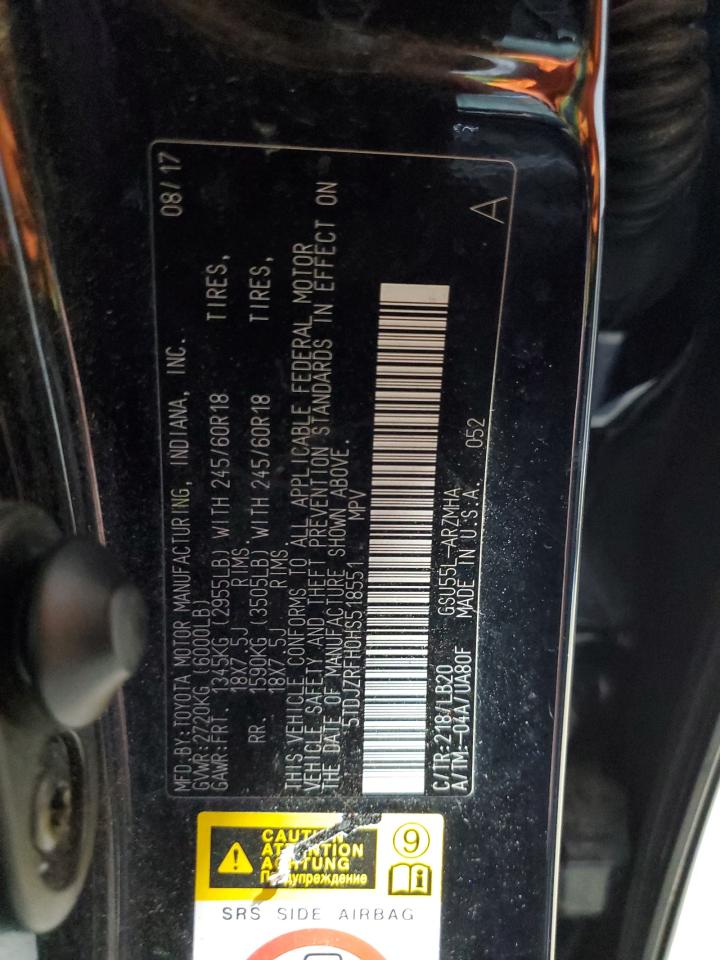 MFD.BY:TOYOTA MOTOR MANUFACTURING, INDIANA, INC. 08/17
GVWR:2720KG (6000LB)
GAWR:FRT. 1345KG (2955LB) WITH 245/60R18 TIRES,
18X7.5J RIMS.
RR. 1590KG (3505LB) WITH 245/60R18 TIRES,
18X7.5J RIMS.
THIS VEHICLE CONFORMS TO ALL APPLICABLE FEDERAL MOTOR
VEHICLE SAFETY AND THEFT PREVENTION STANDARDS IN EFFECT ON
THE DATE OF MANUFACTURE SHOWN ABOVE.
5TDJZRFH0HS518551 MPV
C/TR:218/LB20 GSU55L-ARZMHA
A/TM:-04A/UA80F MADE IN U.S.A. 052 A
CAUTION
ATTENTION
ACHTUNG
Предупреждение
9
SRS SIDE AIRBAG